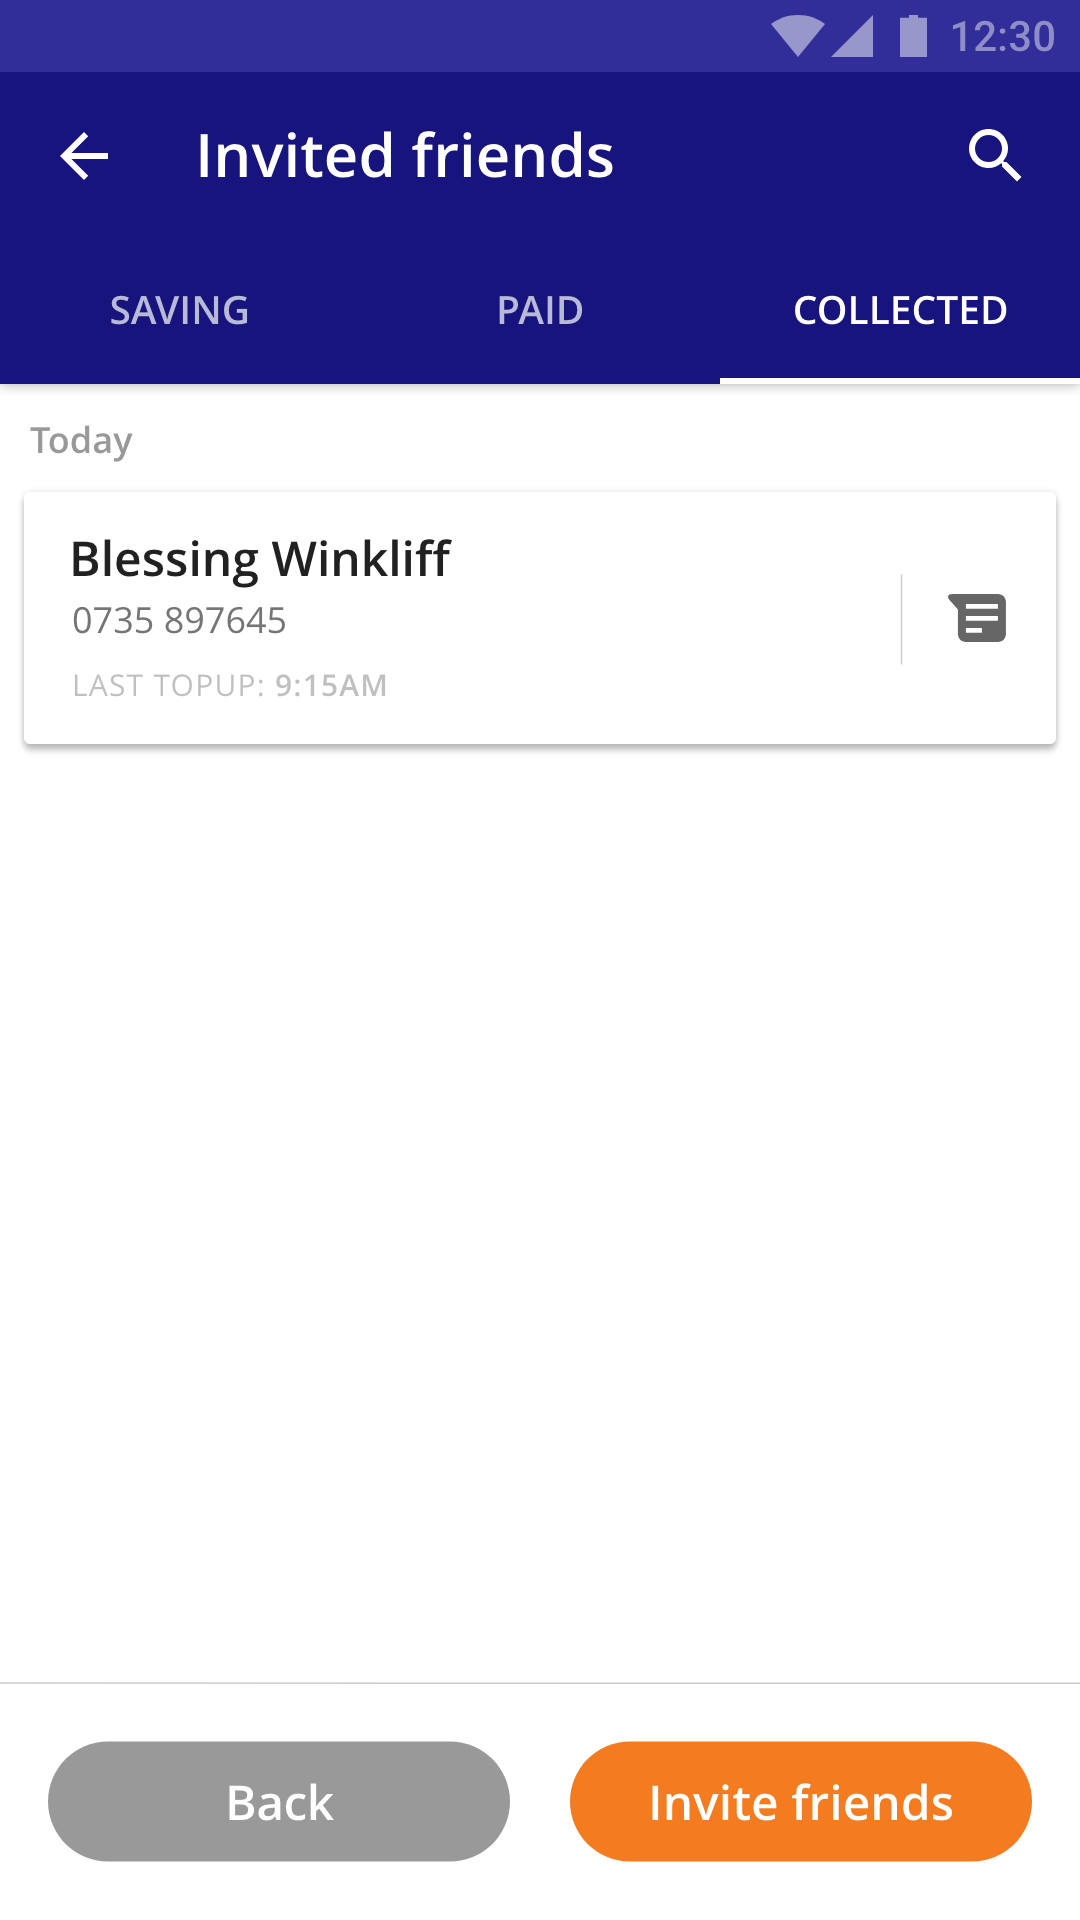 12:30
Invited friends
SAVING PAID COLLECTED
Today
Blessing Winkliff
0735 897645
LAST TOPUP: 9:15AM
Back Invite friends